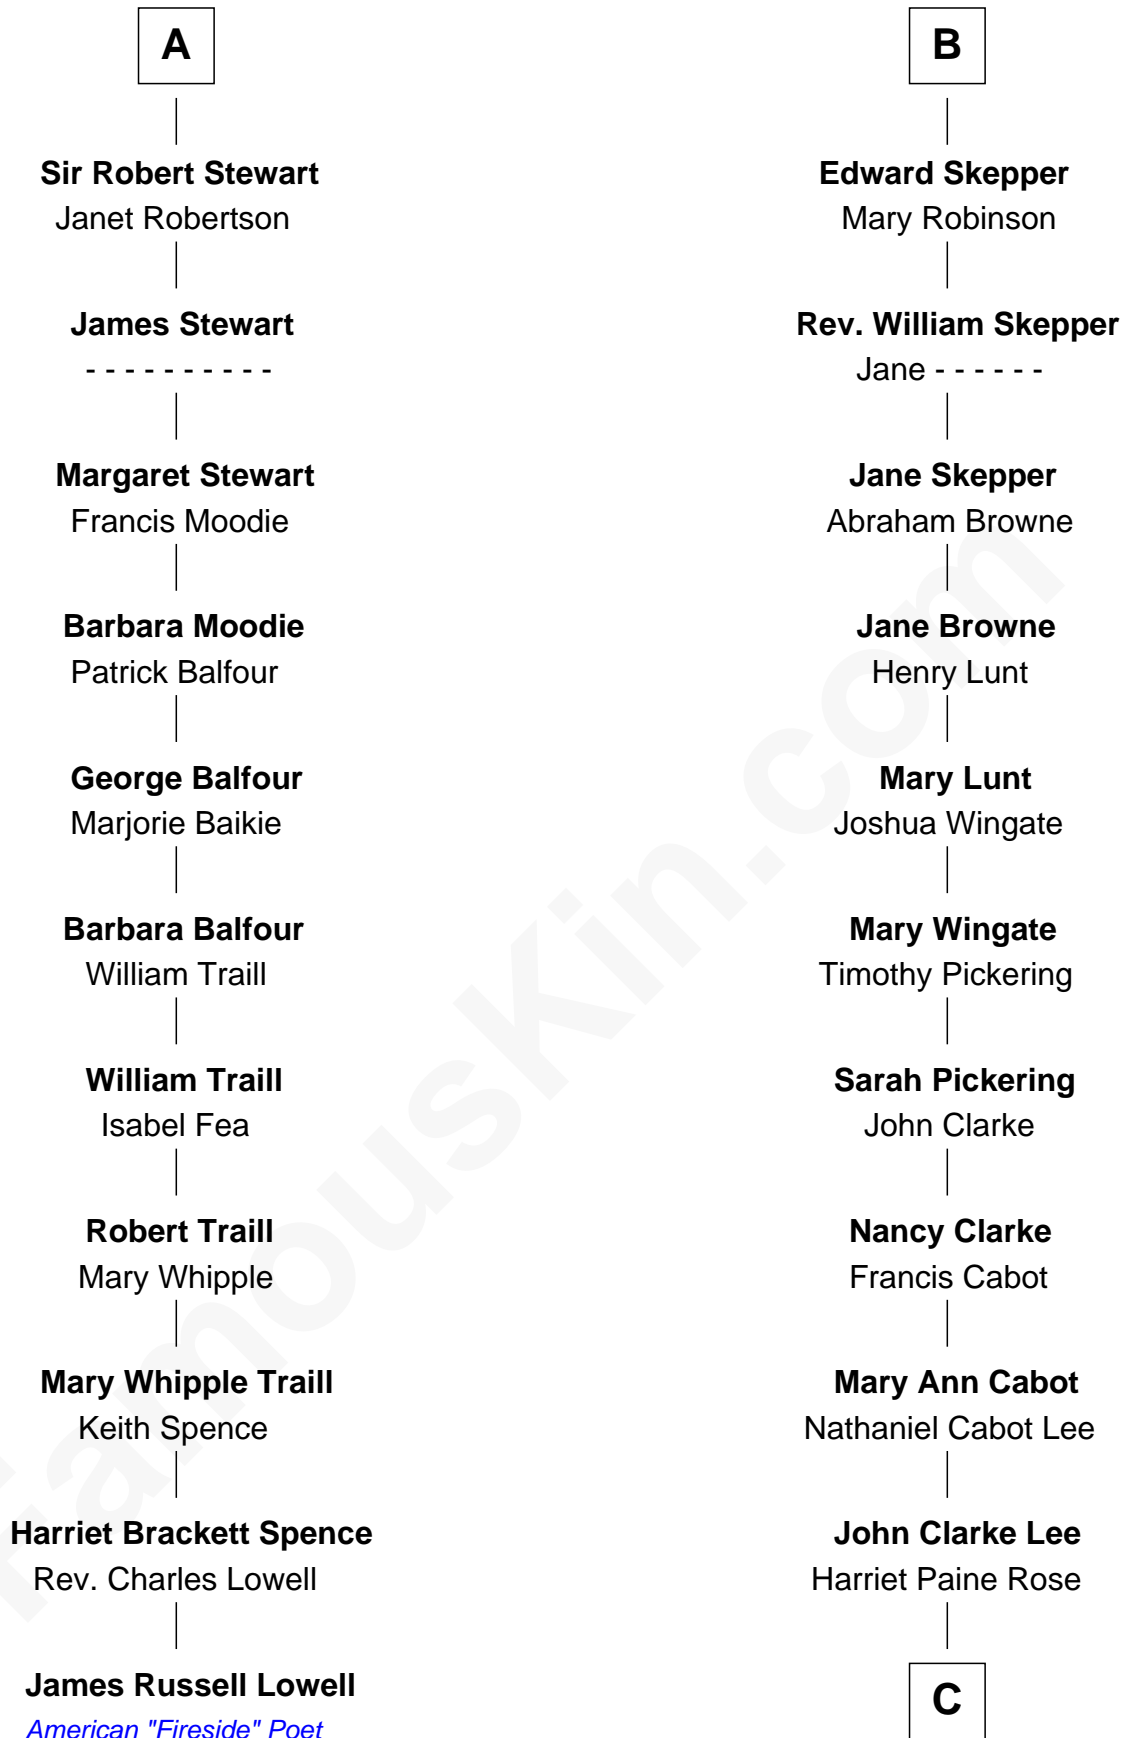 A
Sir Robert Stewart
Janet Robertson
James Stewart
- - - - - - - - - -
Margaret Stewart
Francis Moodie
Barbara Moodie
Patrick Balfour
George Balfour
Marjorie Baikie
Barbara Balfour
William Traill
William Traill
Isabel Fea
Robert Traill
Mary Whipple
Mary Whipple Traill
Keith Spence
Harriet Brackett Spence
Rev. Charles Lowell
James Russell Lowell
American "Fireside" Poet
B
Edward Skepper
Mary Robinson
Rev. William Skepper
Jane - - - - - -
Jane Skepper
Abraham Browne
Jane Browne
Henry Lunt
Mary Lunt
Joshua Wingate
Mary Wingate
Timothy Pickering
Sarah Pickering
John Clarke
Nancy Clarke
Francis Cabot
Mary Ann Cabot
Nathaniel Cabot Lee
John Clarke Lee
Harriet Paine Rose
C
FamousKin.com